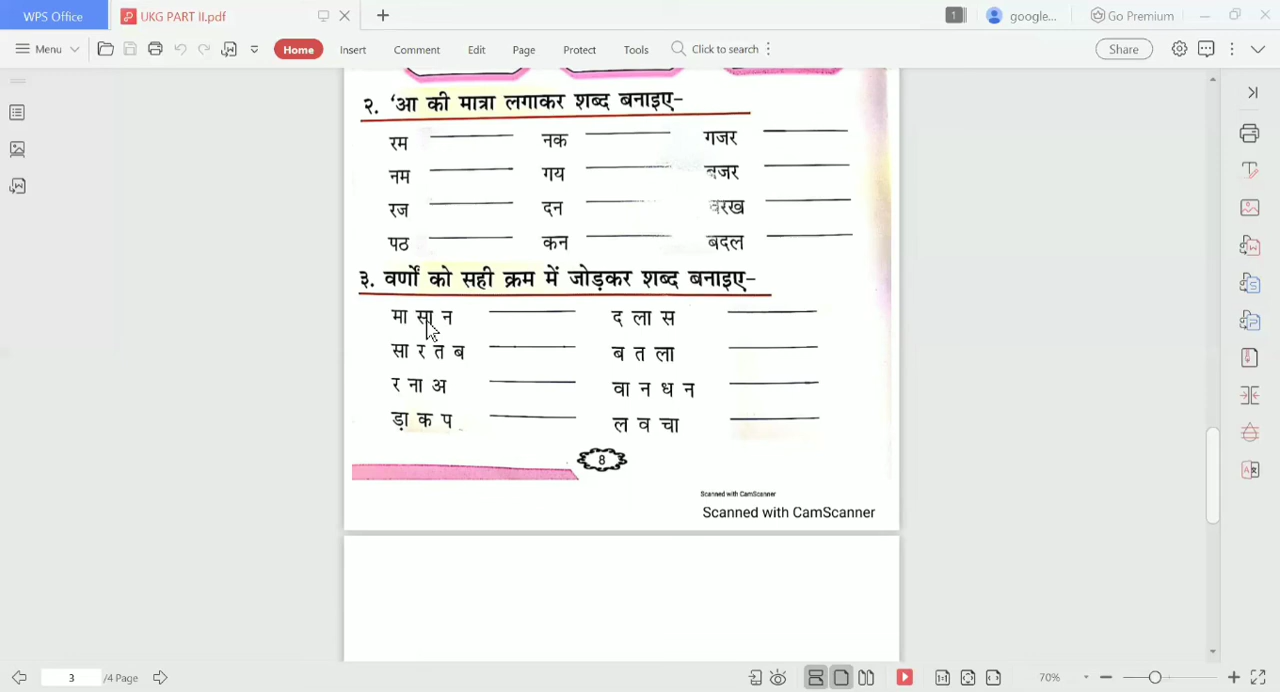 WPS Office
UKG PART II.pdf
1
google...
Go Premium
Menu
Home Insert Comment Edit Page Protect Tools Click to search
Share
२. ‘आ की मात्रा लगाकर शब्द बनाइए-
रम नक गजर
नम गय बजर
रज दन बरख
पठ कन बदल
३. वर्णों को सही क्रम में जोड़कर शब्द बनाइए-
मा सा न द ला स
सा र त ब ब त ला
र ना अ वा न ध न
ड़ा क प ल व चा
8
Scanned with CamScanner
Scanned with CamScanner
3 /4 Page
70%